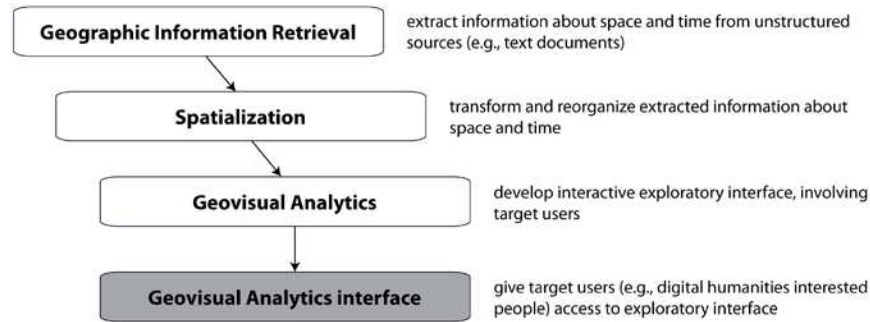 Geographic Information Retrieval
extract information about space and time from unstructured
sources (e.g., text documents)
Spatialization
transform and reorganize extracted information about
space and time
Geovisual Analytics
develop interactive exploratory interface, involving
target users
Geovisual Analytics interface
give target users (e.g., digital humanities interested
people) access to exploratory interface